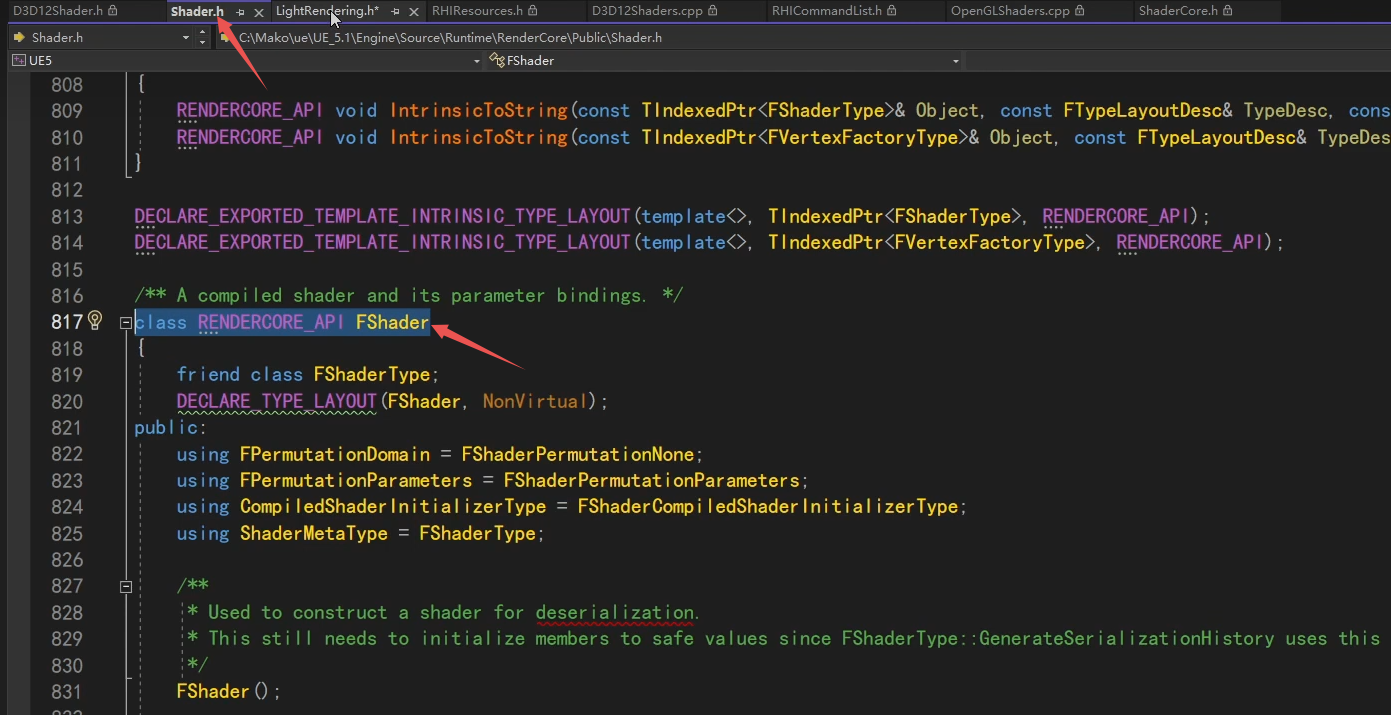 D3D12Shader.h Shader.h LightRendering.h* RHIResources.h D3D12Shaders.cpp RHICommandList.h OpenGLShaders.cpp ShaderCore.h
Shader.h C:\Mako\ue\UE_5.1\Engine\Source\Runtime\RenderCore\Public\Shader.h
UE5 FShader
808 {
809 RENDERCORE_API void IntrinsicToString(const TIndexedPtr<FShaderType>& Object, const FTypeLayoutDesc& TypeDesc, cons
810 RENDERCORE_API void IntrinsicToString(const TIndexedPtr<FVertexFactoryType>& Object, const FTypeLayoutDesc& TypeDes
811 }
812
813 DECLARE_EXPORTED_TEMPLATE_INTRINSIC_TYPE_LAYOUT(template<>, TIndexedPtr<FShaderType>, RENDERCORE_API);
814 DECLARE_EXPORTED_TEMPLATE_INTRINSIC_TYPE_LAYOUT(template<>, TIndexedPtr<FVertexFactoryType>, RENDERCORE_API);
815
816 /** A compiled shader and its parameter bindings. */
817 class RENDERCORE_API FShader
818 {
819 friend class FShaderType;
820 DECLARE_TYPE_LAYOUT(FShader, NonVirtual);
821 public:
822 using FPermutationDomain = FShaderPermutationNone;
823 using FPermutationParameters = FShaderPermutationParameters;
824 using CompiledShaderInitializerType = FShaderCompiledShaderInitializerType;
825 using ShaderMetaType = FShaderType;
826
827 /**
828 * Used to construct a shader for deserialization.
829 * This still needs to initialize members to safe values since FShaderType::GenerateSerializationHistory uses this
830 */
831 FShader();